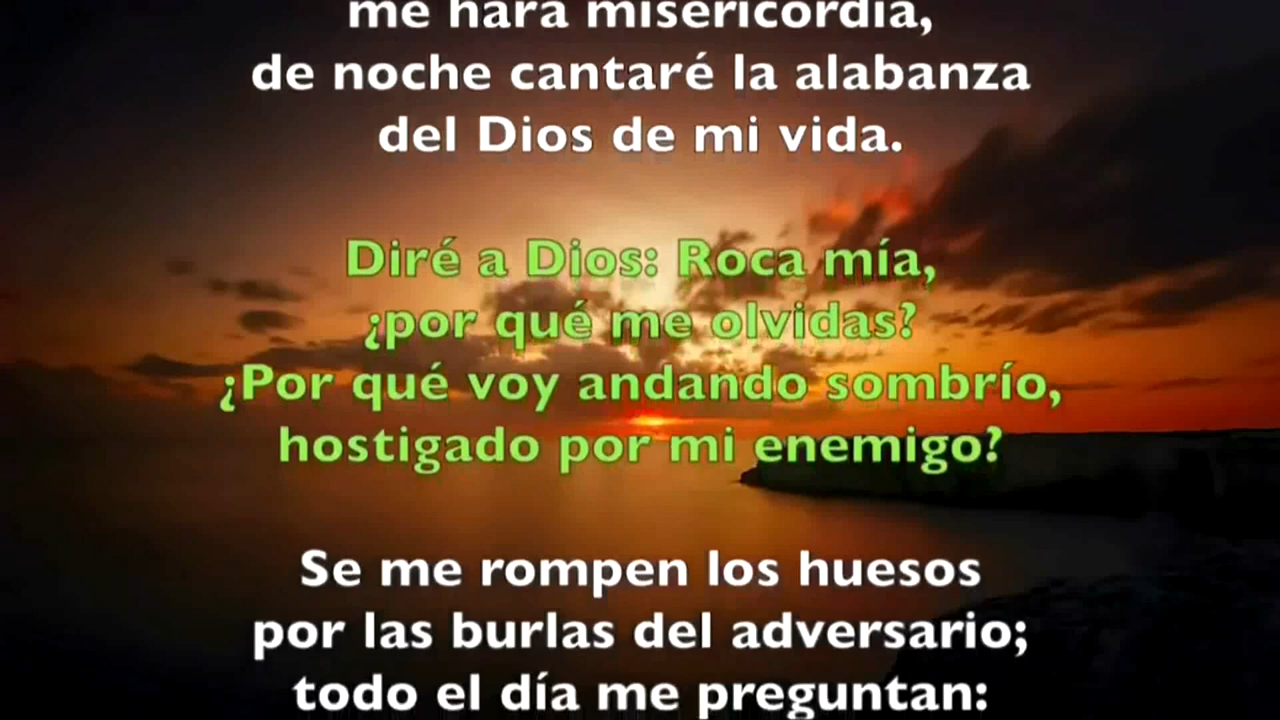 me hará misericordia,
de noche cantaré la alabanza
del Dios de mi vida.
Diré a Dios: Roca mía,
¿por qué me olvidas?
¿Por qué voy andando sombrío,
hostigado por mi enemigo?
Se me rompen los huesos
por las burlas del adversario;
todo el día me preguntan: